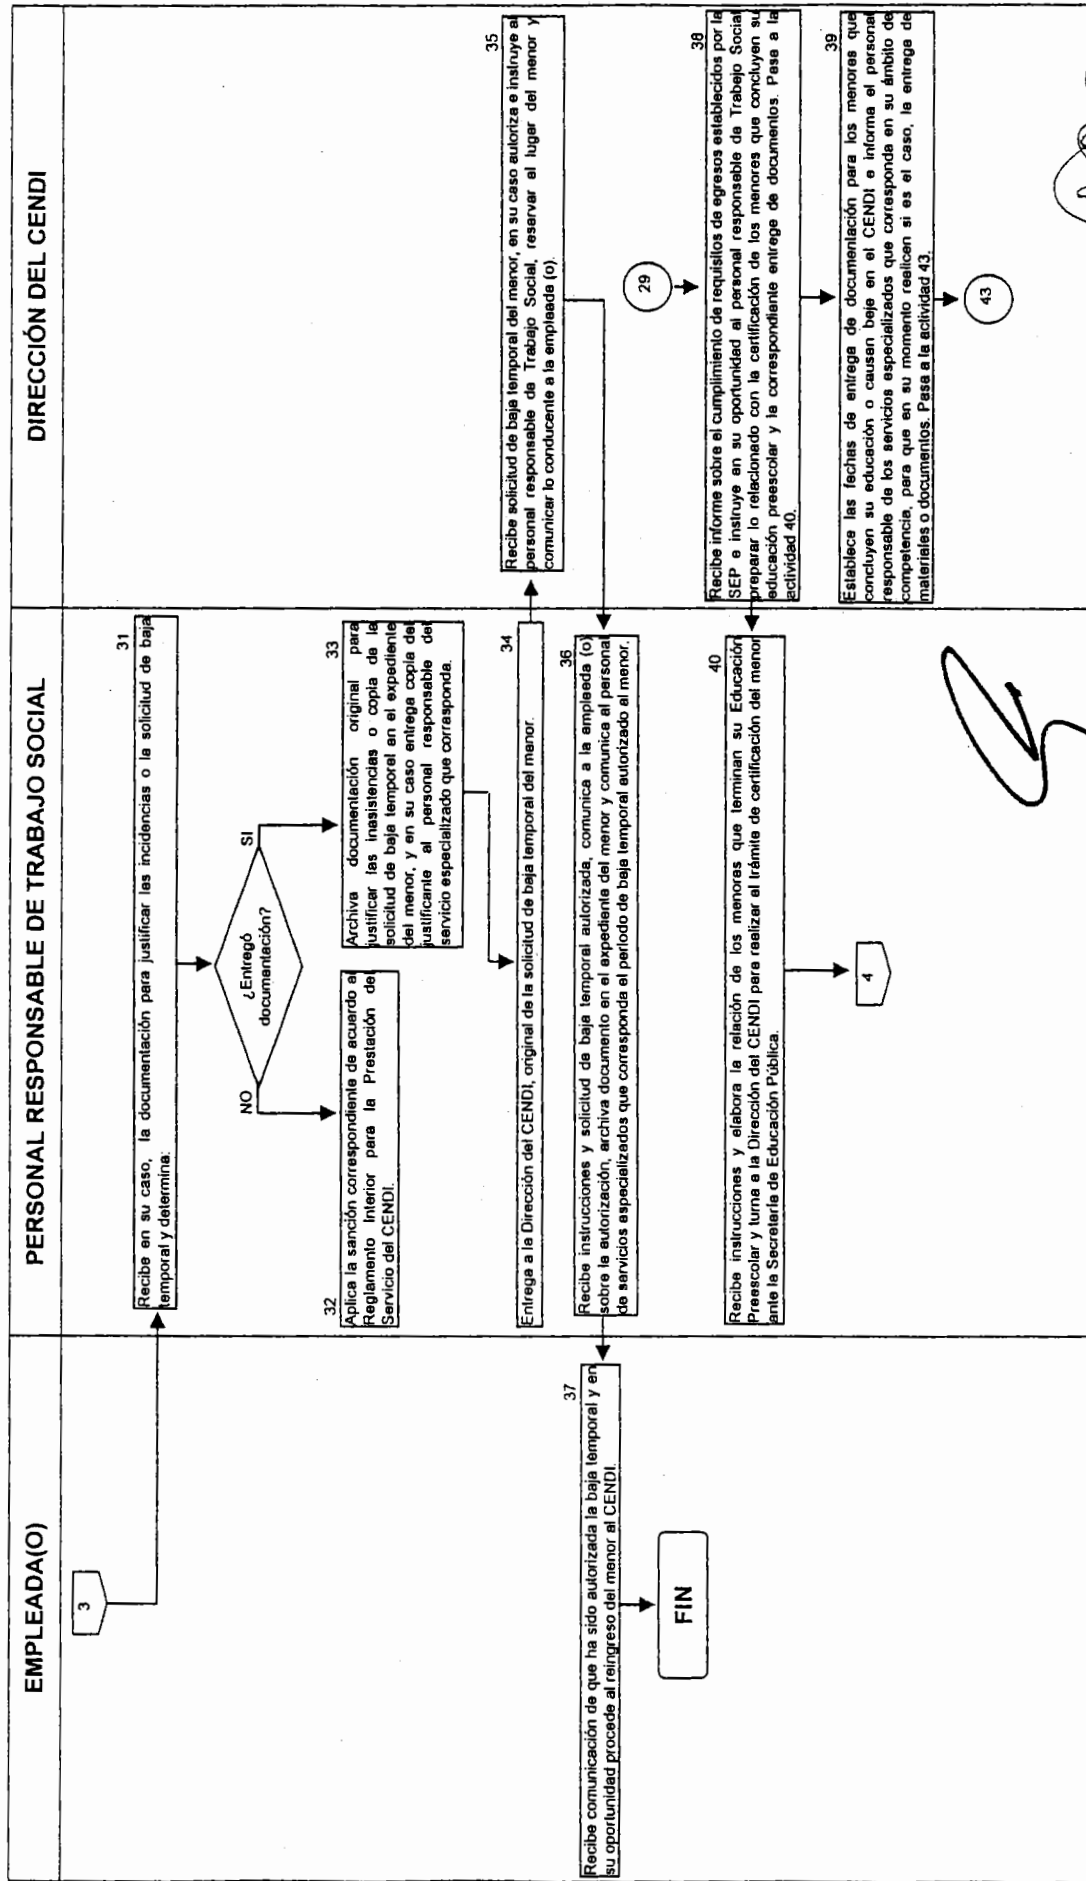 EMPLEADA(O)
PERSONAL RESPONSABLE DE TRABAJO SOCIAL
DIRECCIÓN DEL CENDI
3
31
Recibe en su caso, la documentación para justificar las incidencias o la solicitud de baja
temporal y determina:
¿Entregó
documentación?
NO
SI
32
Aplica la sanción correspondiente de acuerdo al
Reglamento Interior para la Prestación del
Servicio del CENDI.
33
Archiva documentación original para
justificar las inasistencias o copia de la
solicitud de baja temporal en el expediente
del menor, y en su caso entrega copia del
justificante al personal responsable del
servicio especializado que corresponda.
34
Entrega a la Dirección del CENDI, original de la solicitud de baja temporal del menor.
35
Recibe solicitud de baja temporal del menor, en su caso autoriza e instruye al
personal responsable de Trabajo Social, reservar el lugar del menor y
comunicar lo conducente a la empleada (o).
36
Recibe instrucciones y solicitud de baja temporal autorizada, comunica a la empleada (o)
sobre la autorización, archiva documento en el expediente del menor y comunica al personal
de servicios especializados que corresponda el período de baja temporal autorizado al menor.
37
Recibe comunicación de que ha sido autorizada la baja temporal y en
su oportunidad procede al reingreso del menor al CENDI.
FIN
29
38
Recibe informe sobre el cumplimiento de requisitos de egresos establecidos por la
SEP e instruye en su oportunidad al personal responsable de Trabajo Social
preparar lo relacionado con la certificación de los menores que concluyen su
educación preescolar y la correspondiente entrega de documentos. Pasa a la
actividad 40.
39
Establece las fechas de entrega de documentación para los menores que
concluyen su educación o causan baja en el CENDI e informa el personal
responsable de los servicios especializados que corresponda en su ámbito de
competencia, para que en su momento realicen si es el caso, la entrega de
materiales o documentos. Pasa a la actividad 43.
43
40
Recibe instrucciones y elabora la relación de los menores que terminan su Educación
Preescolar y turna a la Dirección del CENDI para realizar el trámite de certificación del menor
ante la Secretaría de Educación Pública.
4